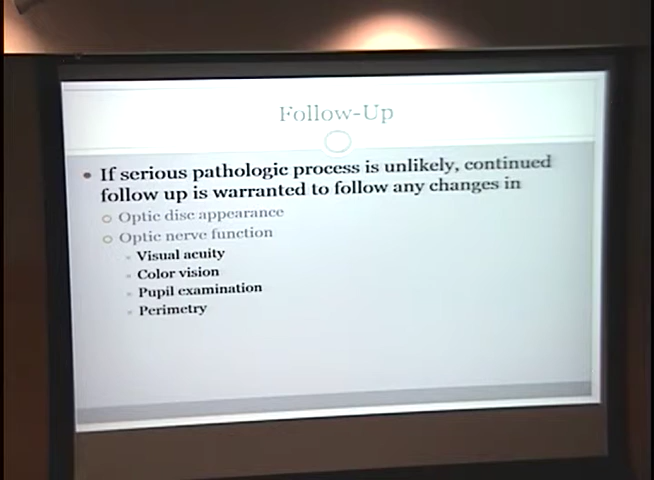 Follow-Up
If serious pathologic process is unlikely, continued
follow up is warranted to follow any changes in
Optic disc appearance
Optic nerve function
Visual acuity
Color vision
Pupil examination
Perimetry